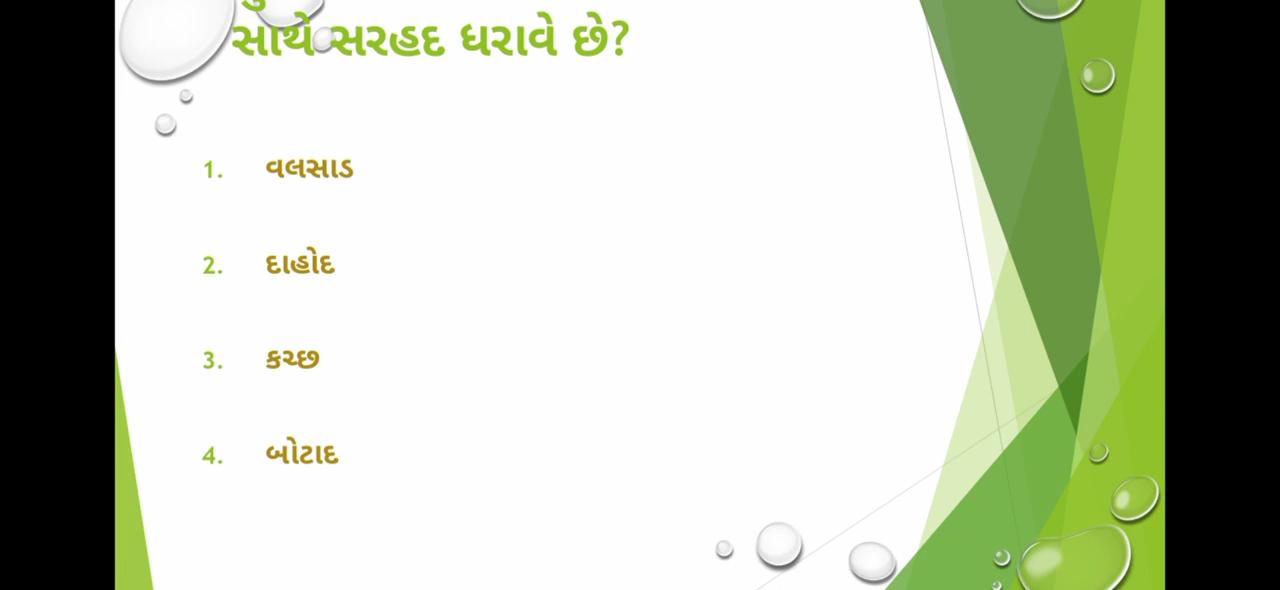 સાથે સરહદ ધરાવે છે?
1. વલસાડ
2. દાહોદ
3. કચ્છ
4. બોટાદ